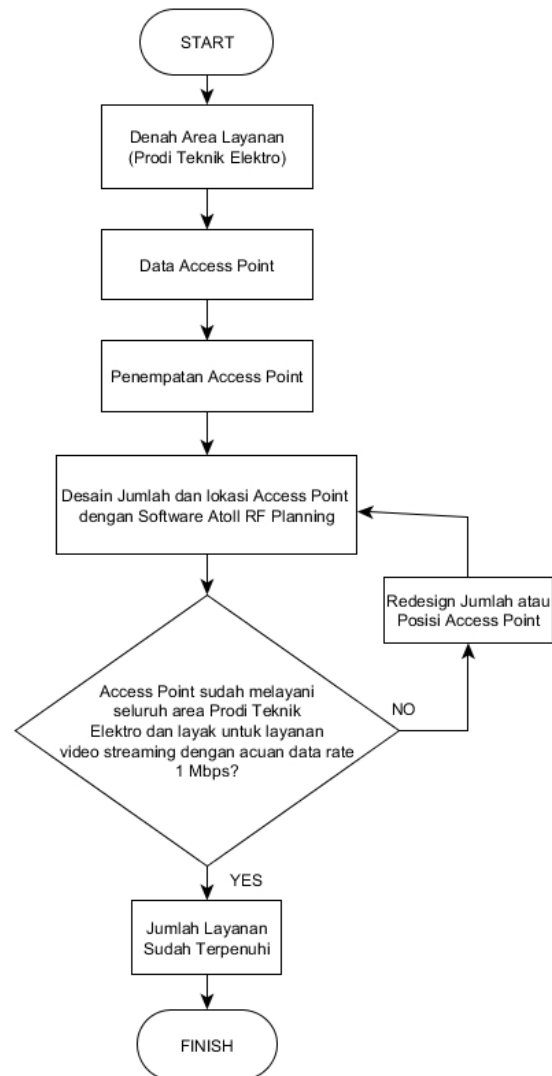 START
Denah Area Layanan
(Prodi Teknik Elektro)
Data Access Point
Penempatan Access Point
Desain Jumlah dan lokasi Access Point
dengan Software Atoll RF Planning
Redesign Jumlah atau
Posisi Access Point
Access Point sudah melayani
seluruh area Prodi Teknik
Elektro dan layak untuk layanan
video streaming dengan acuan data rate
1 Mbps?
NO
YES
Jumlah Layanan
Sudah Terpenuhi
FINISH